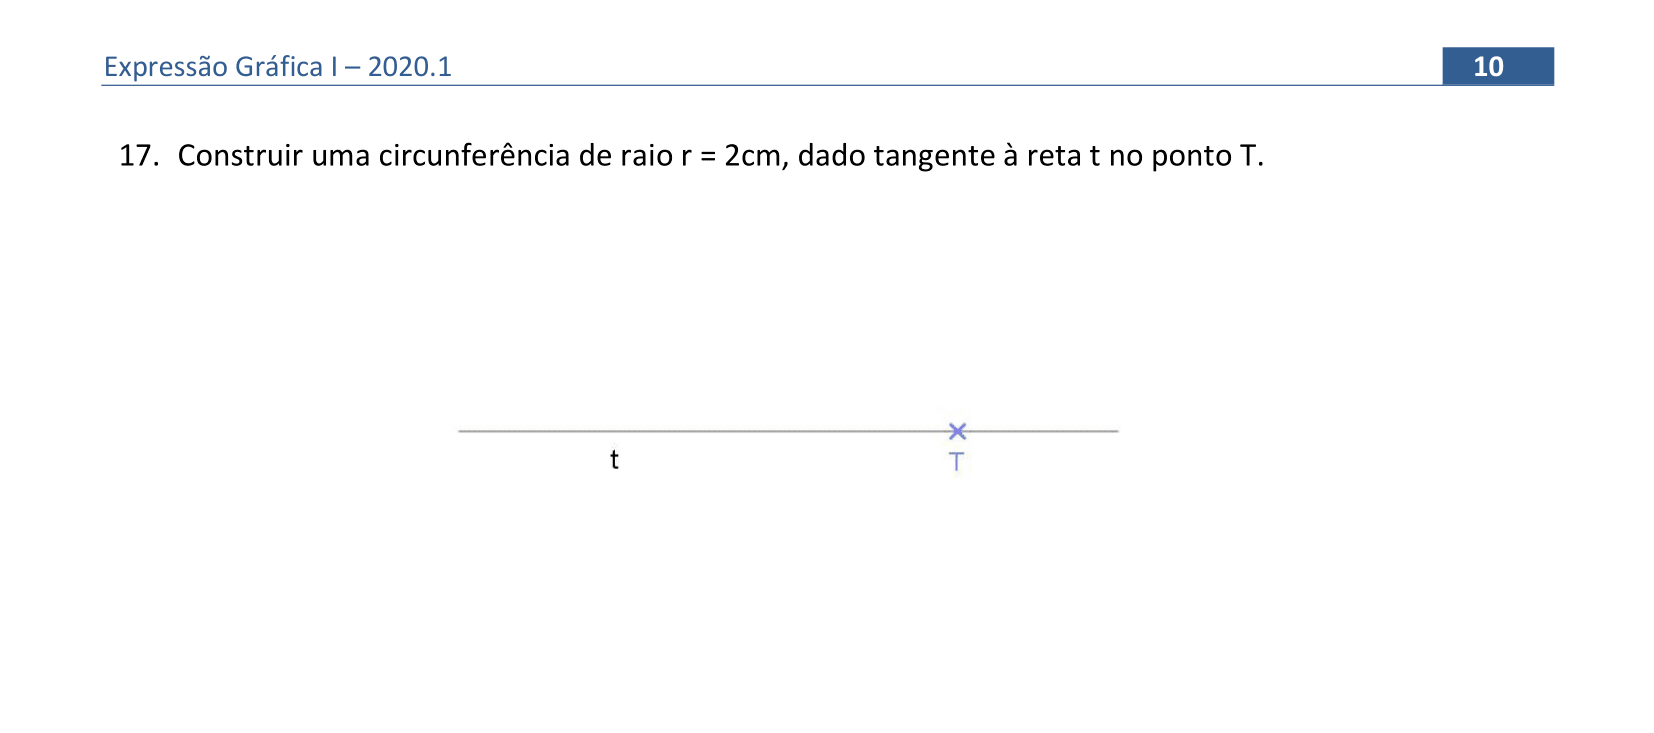 Expressão Gráfica I – 2020.1 10
17. Construir uma circunferência de raio r = 2cm, dado tangente à reta t no ponto T.
t T